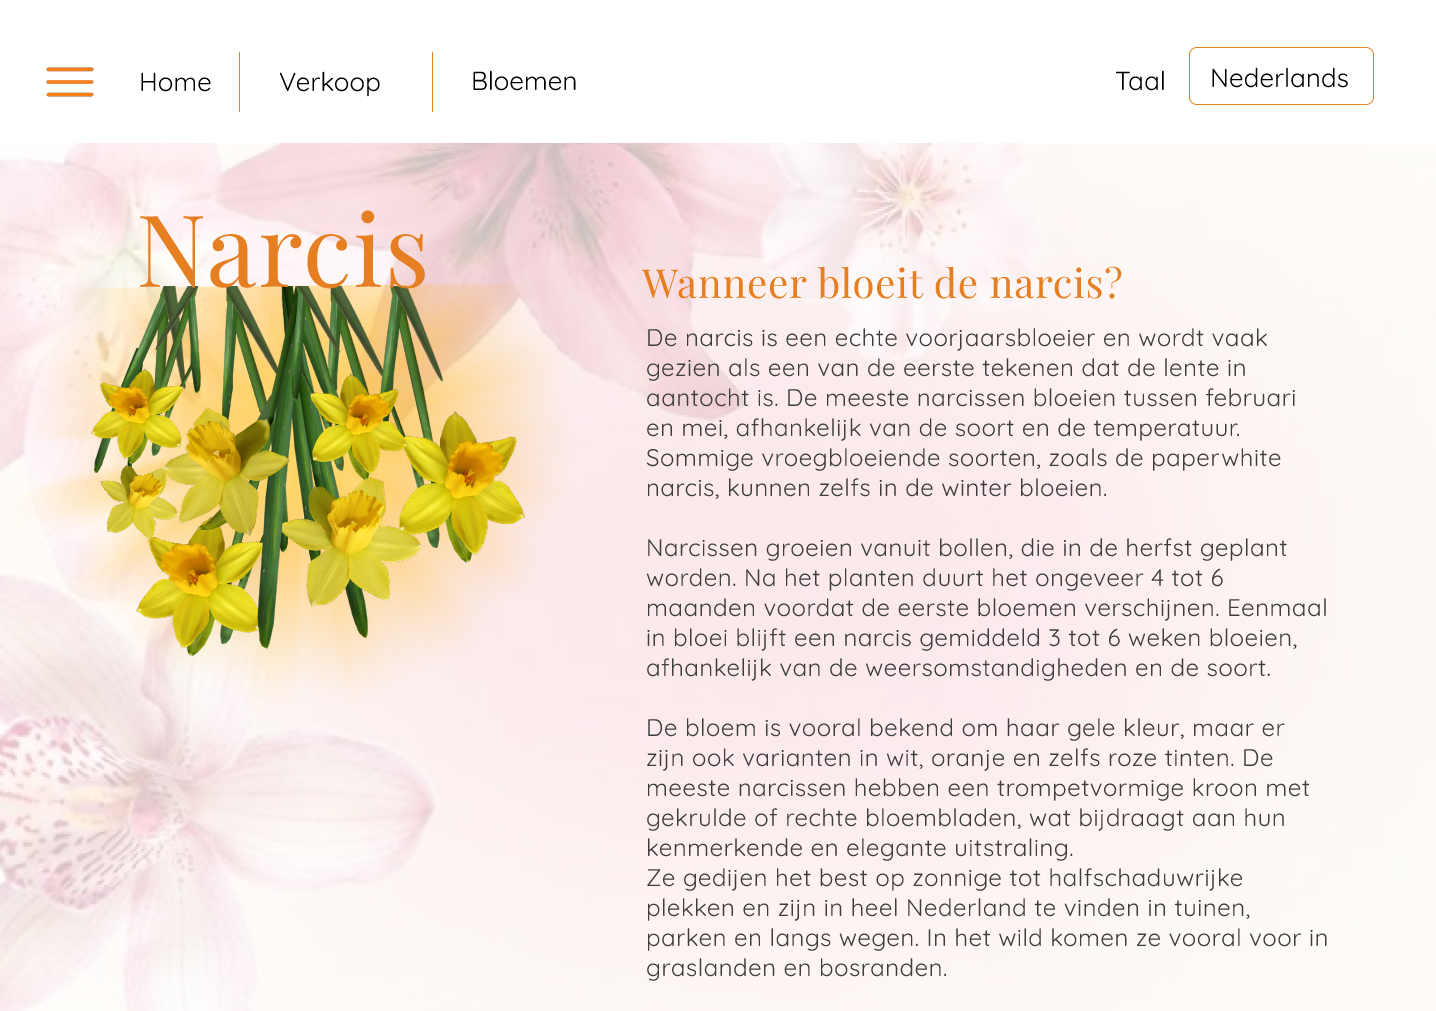 Home
Verkoop
Bloemen
Taal
Nederlands
Narcis
Wanneer bloeit de narcis?
De narcis is een echte voorjaarsbloeier en wordt vaak
gezien als een van de eerste tekenen dat de lente in
aantocht is. De meeste narcissen bloeien tussen februari
en mei, afhankelijk van de soort en de temperatuur.
Sommige vroegbloeiende soorten, zoals de paperwhite
narcis, kunnen zelfs in de winter bloeien.
Narcissen groeien vanuit bollen, die in de herfst geplant
worden. Na het planten duurt het ongeveer 4 tot 6
maanden voordat de eerste bloemen verschijnen. Eenmaal
in bloei blijft een narcis gemiddeld 3 tot 6 weken bloeien,
afhankelijk van de weersomstandigheden en de soort.
De bloem is vooral bekend om haar gele kleur, maar er
zijn ook varianten in wit, oranje en zelfs roze tinten. De
meeste narcissen hebben een trompetvormige kroon met
gekrulde of rechte bloembladen, wat bijdraagt aan hun
kenmerkende en elegante uitstraling.
Ze gedijen het best op zonnige tot halfschaduwrijke
plekken en zijn in heel Nederland te vinden in tuinen,
parken en langs wegen. In het wild komen ze vooral voor in
graslanden en bosranden.